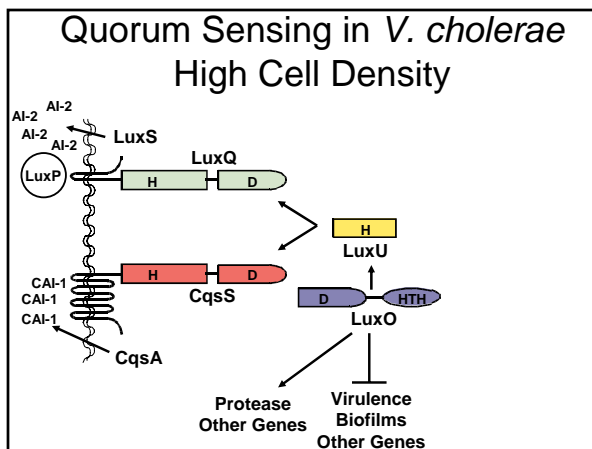 Quorum Sensing in V. cholerae
High Cell Density
AI-2
AI-2
AI-2
AI-2
LuxS
LuxQ
LuxP
H
D
H
LuxU
CAI-1
CAI-1
CAI-1
H
D
CqsS
D
HTH
LuxO
CqsA
Protease
Other Genes
Virulence
Biofilms
Other Genes